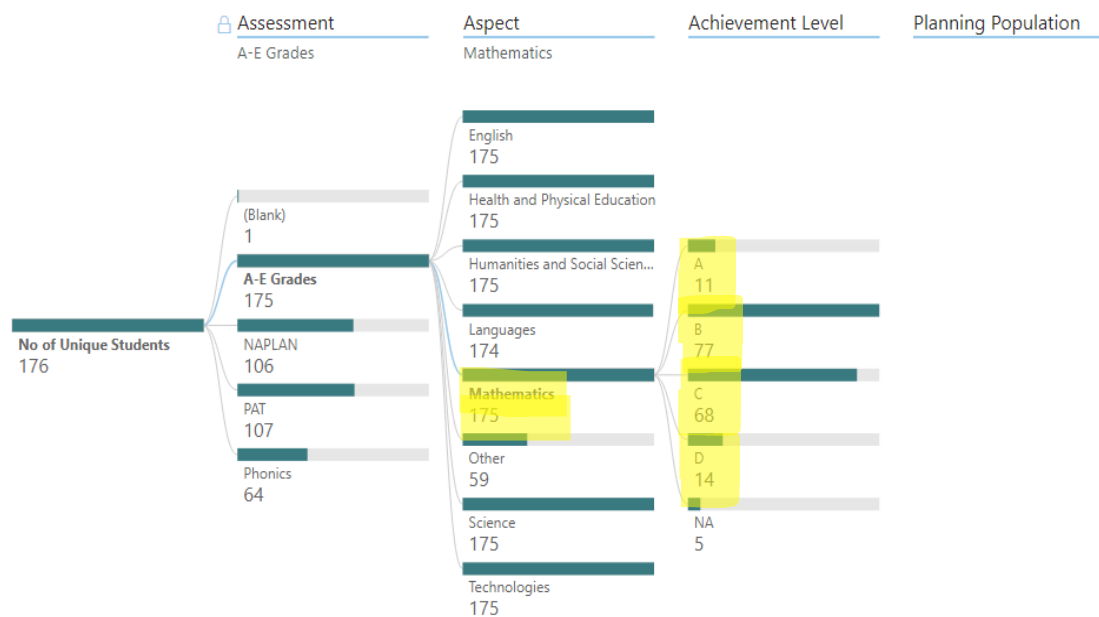 Assessment
Aspect
Achievement Level
Planning Population
A-E Grades
Mathematics
No of Unique Students
176
(Blank)
1
A-E Grades
175
NAPLAN
106
PAT
107
Phonics
64
English
175
Health and Physical Education
175
Humanities and Social Scien...
175
Languages
174
Mathematics
175
Other
59
Science
175
Technologies
175
A
11
B
77
C
68
D
14
NA
5